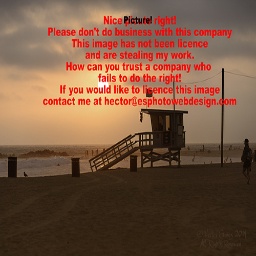 Nice Picture! right!
Please don't do business with this company
This image has not been licence
and are stealing my work.
How can you trust a company who
fails to do the right!
If you would like to licence this image
contact me at hector@esphotowebdesign.com